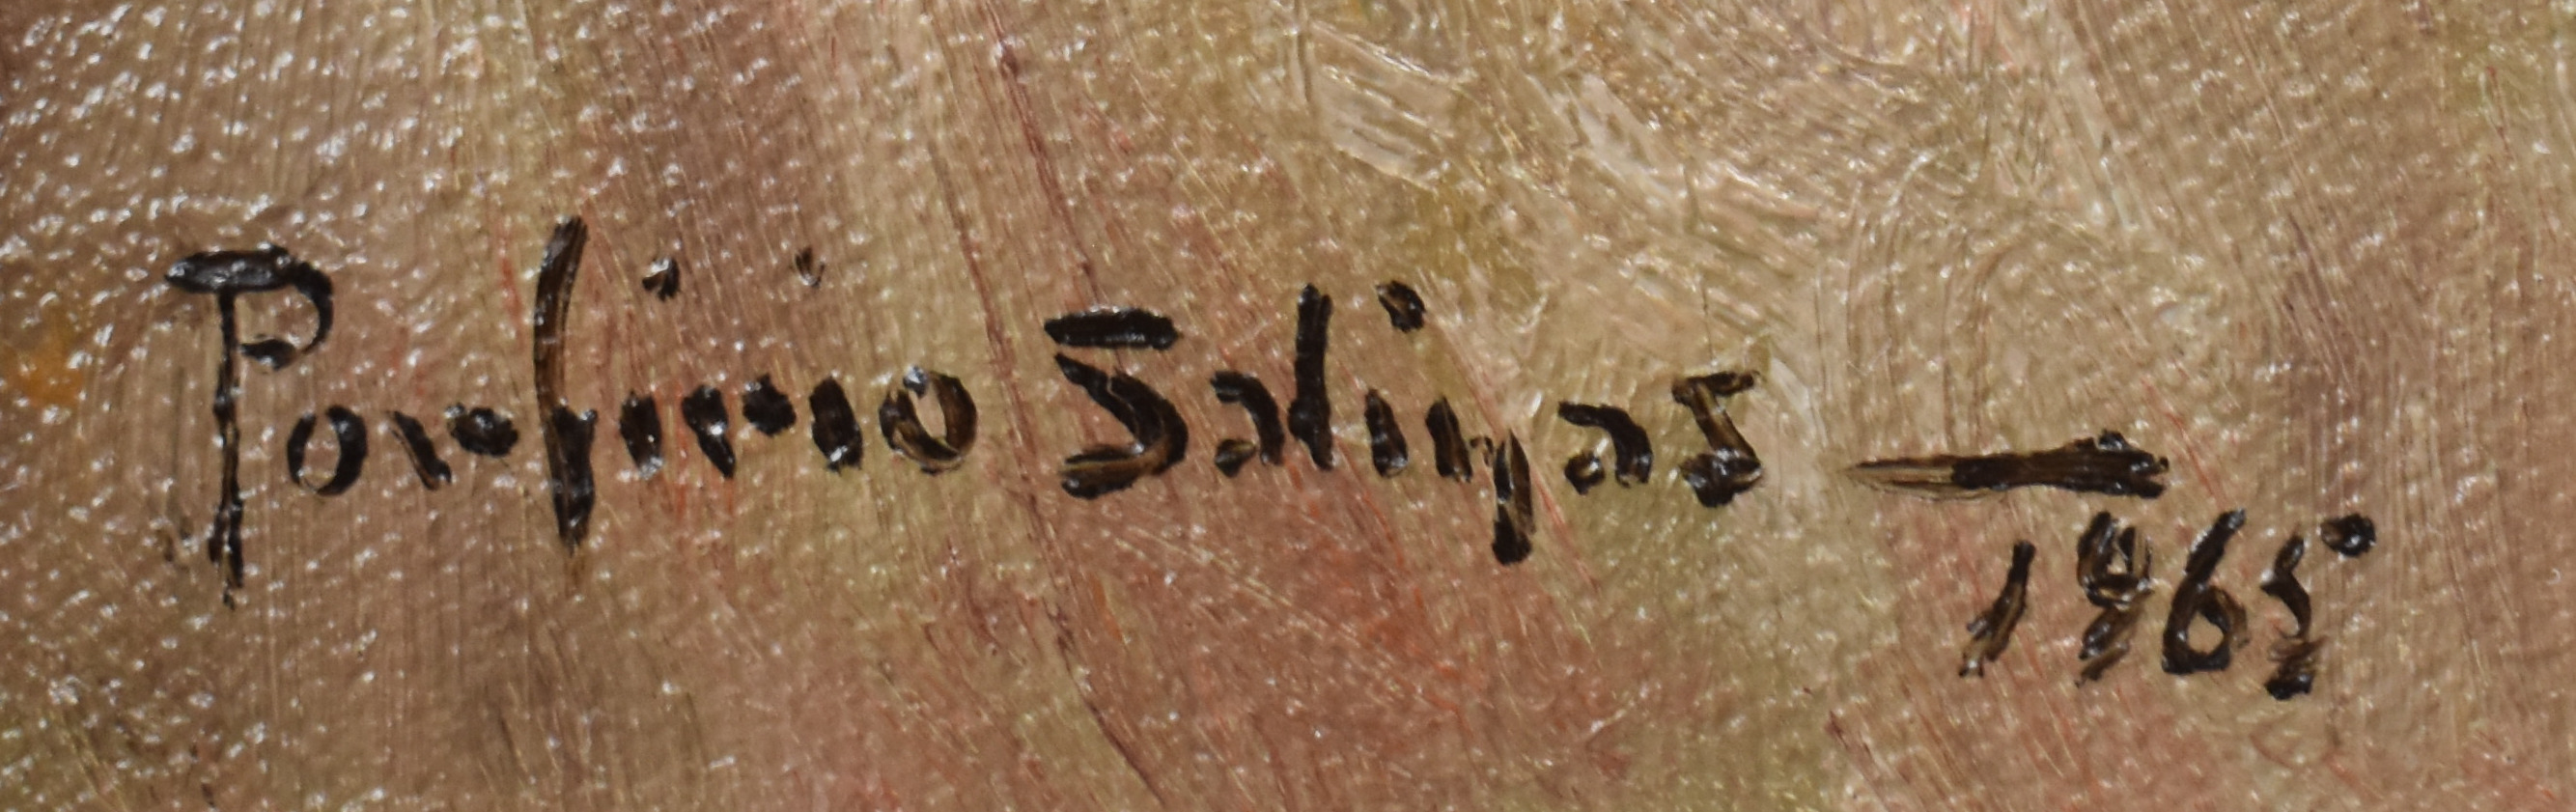 Porfirio Salinas —
1965